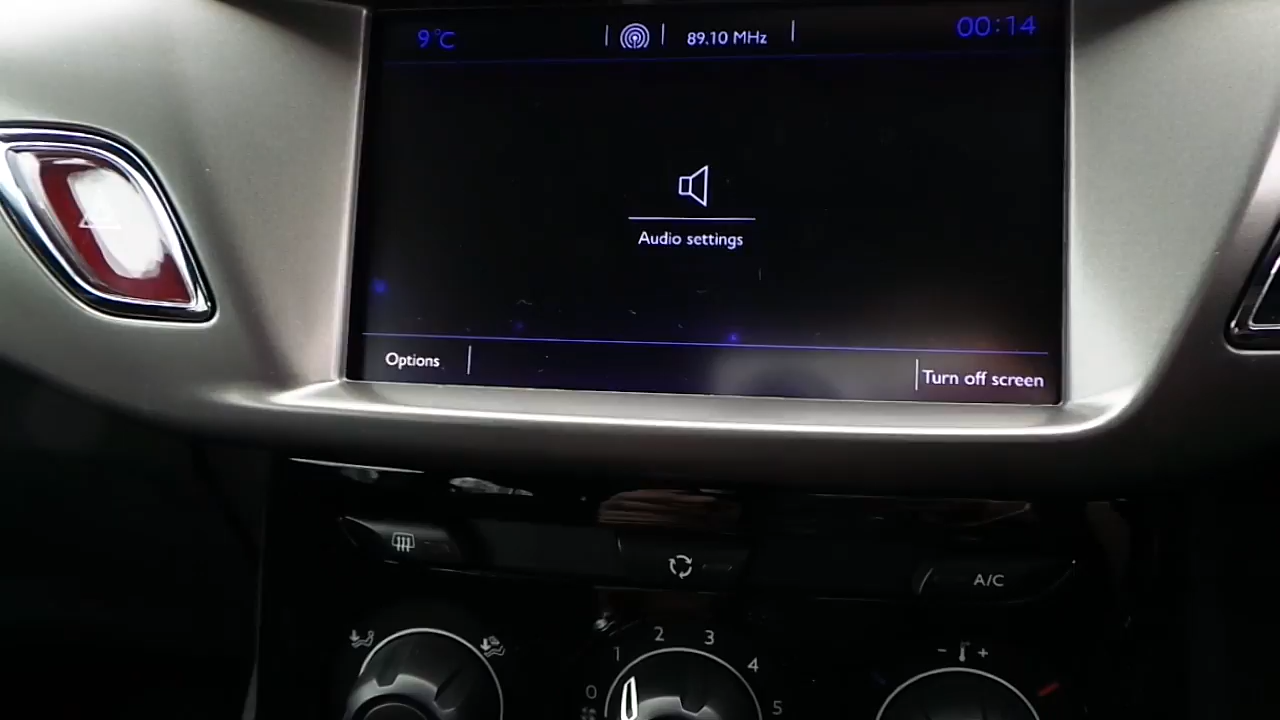 9°C 89.10 MHz 00:14
Audio settings
Options Turn off screen
A/C
0 1 2 3 4 5
- +